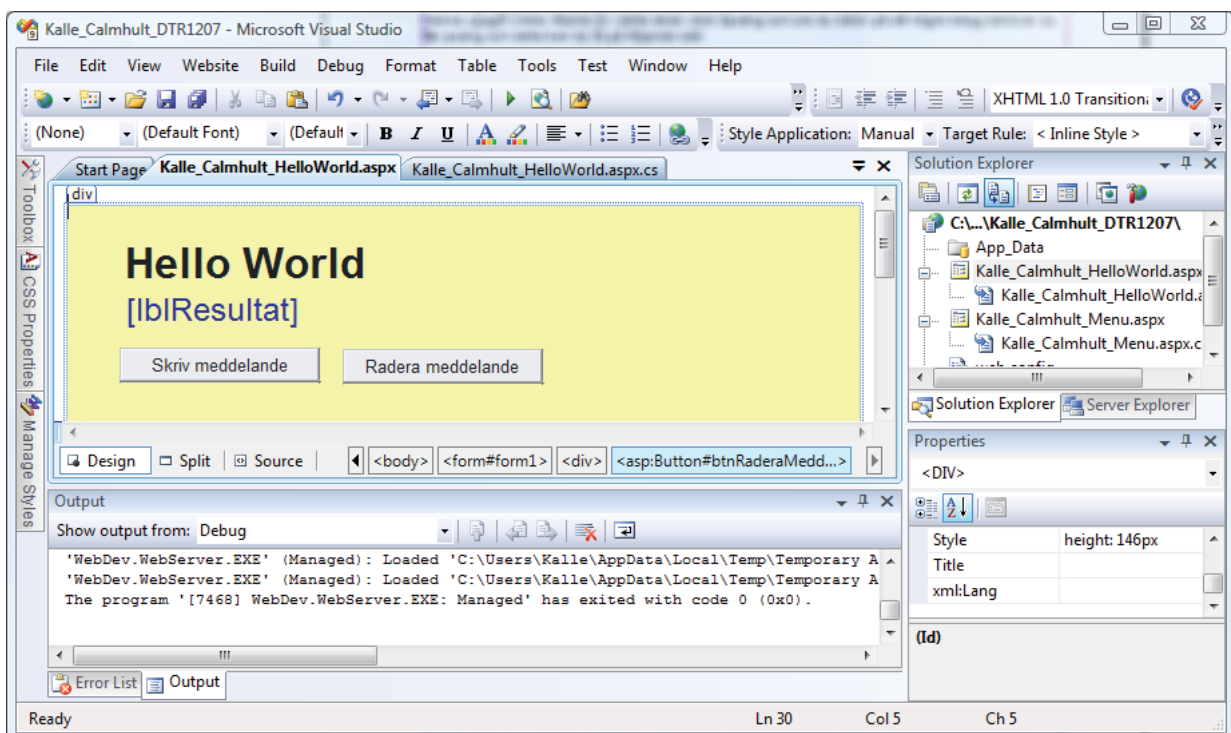 Kalle_Calmhult_DTR1207 - Microsoft Visual Studio
File Edit View Website Build Debug Format Table Tools Test Window Help
XHTML 1.0 Transition
(None) (Default Font) (Default B I U A Style Application: Manual Target Rule: < Inline Style >
Toolbox
CSS Properties
Manage Styles
Start Page Kalle_Calmhult_HelloWorld.aspx Kalle_Calmhult_HelloWorld.aspx.cs
div
Hello World
[lblResultat]
Skriv meddelande Radera meddelande
Design Split Source <body> <form#form1> <div> <asp:Button#btnRaderaMedd...>
Output
Show output from: Debug
'WebDev.WebServer.EXE' (Managed): Loaded 'C:\Users\Kalle\AppData\Local\Temp\Temporary A
'WebDev.WebServer.EXE' (Managed): Loaded 'C:\Users\Kalle\AppData\Local\Temp\Temporary A
The program '[7468] WebDev.WebServer.EXE: Managed' has exited with code 0 (0x0).
Error List Output
Solution Explorer
C:\...\Kalle_Calmhult_DTR1207\
App_Data
Kalle_Calmhult_HelloWorld.aspx
Kalle_Calmhult_HelloWorld.a
Kalle_Calmhult_Menu.aspx
Kalle_Calmhult_Menu.aspx.c
Solution Explorer Server Explorer
Properties
<DIV>
Style height: 146px
Title
xml:Lang
(Id)
Ready Ln 30 Col 5 Ch 5